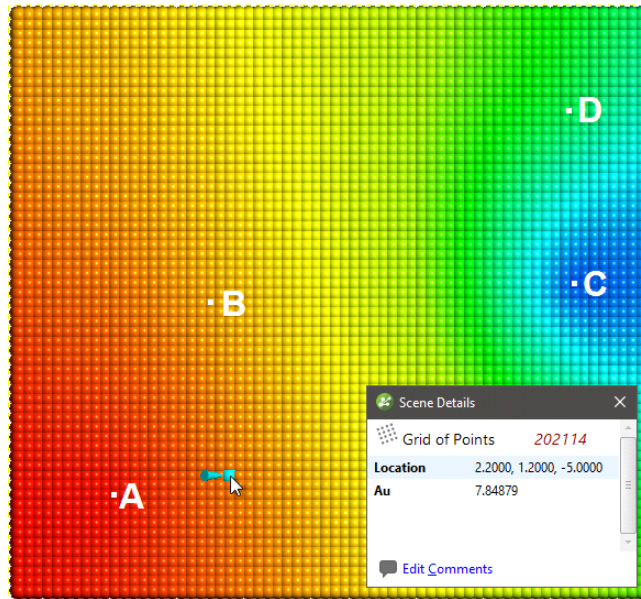 D
C
B
A
Scene Details
Grid of Points 202114
Location 2.2000, 1.2000, -5.0000
Au 7.84879
Edit Comments